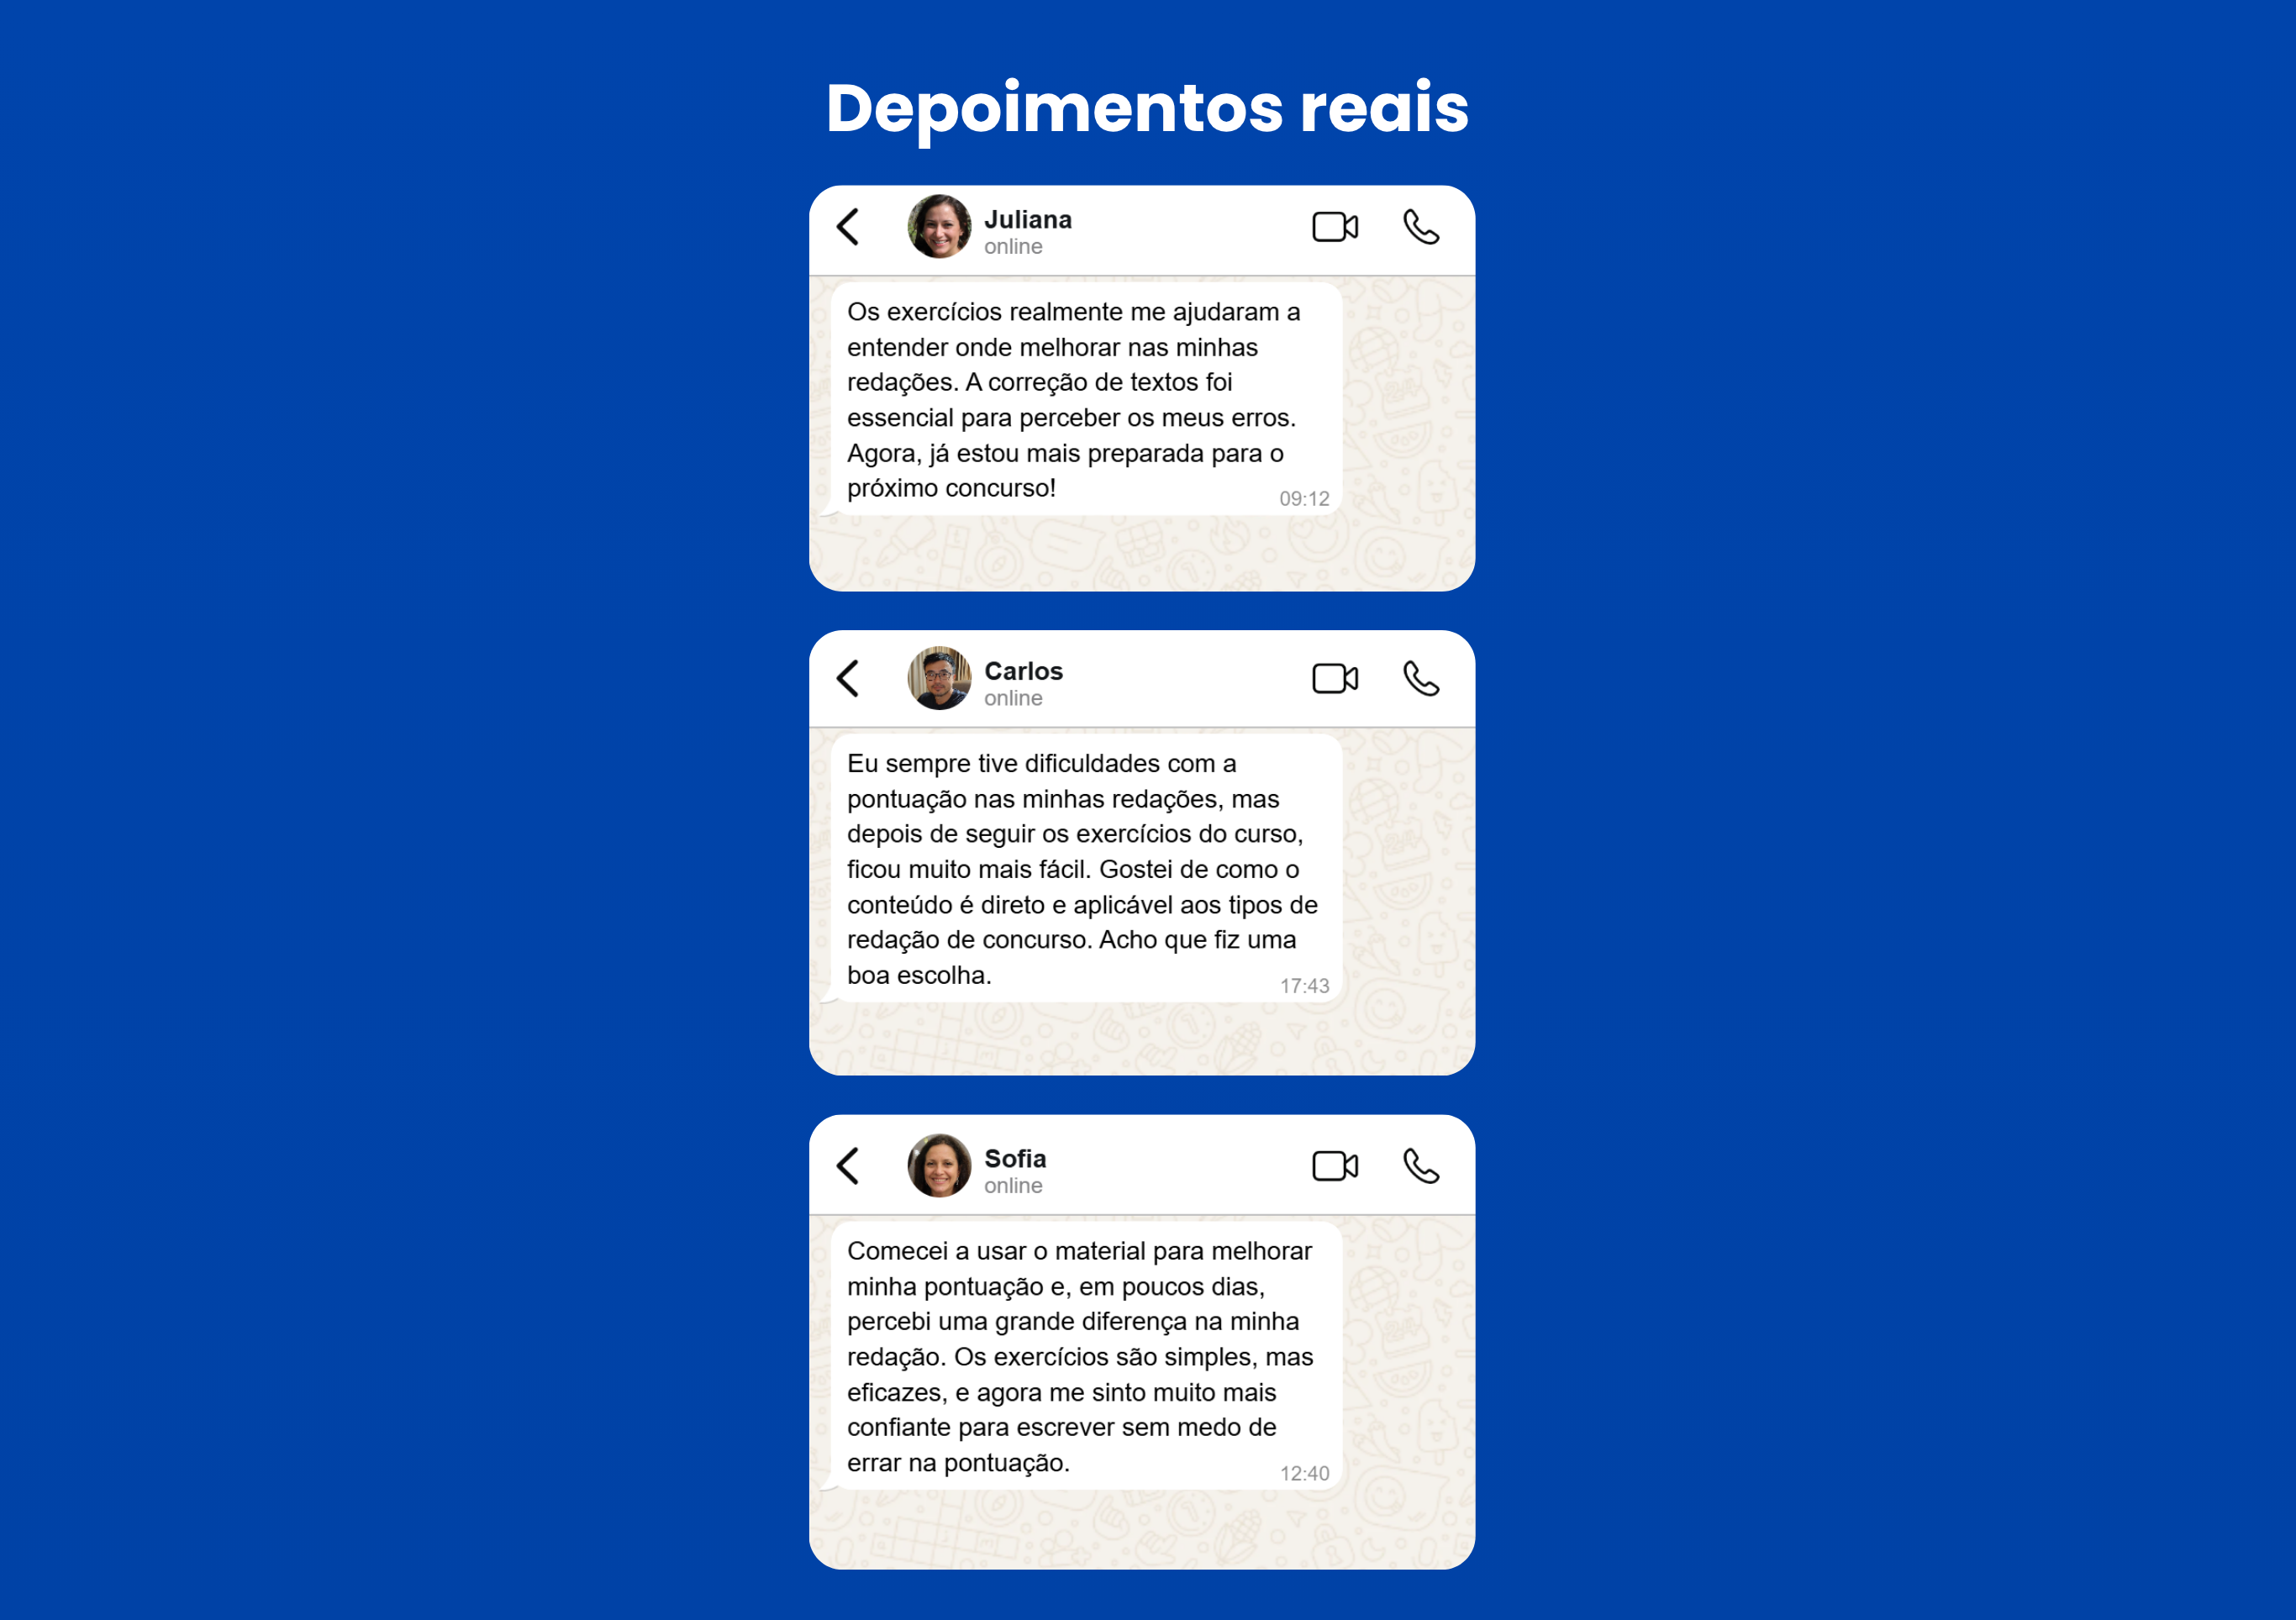 Depoimentos reais
Juliana
online
Os exercícios realmente me ajudaram a
entender onde melhorar nas minhas
redações. A correção de textos foi
essencial para perceber os meus erros.
Agora, já estou mais preparada para o
próximo concurso!
09:12
Carlos
online
Eu sempre tive dificuldades com a
pontuação nas minhas redações, mas
depois de seguir os exercícios do curso,
ficou muito mais fácil. Gostei de como o
conteúdo é direto e aplicável aos tipos de
redação de concurso. Acho que fiz uma
boa escolha.
17:43
Sofia
online
Comecei a usar o material para melhorar
minha pontuação e, em poucos dias,
percebi uma grande diferença na minha
redação. Os exercícios são simples, mas
eficazes, e agora me sinto muito mais
confiante para escrever sem medo de
errar na pontuação.
12:40